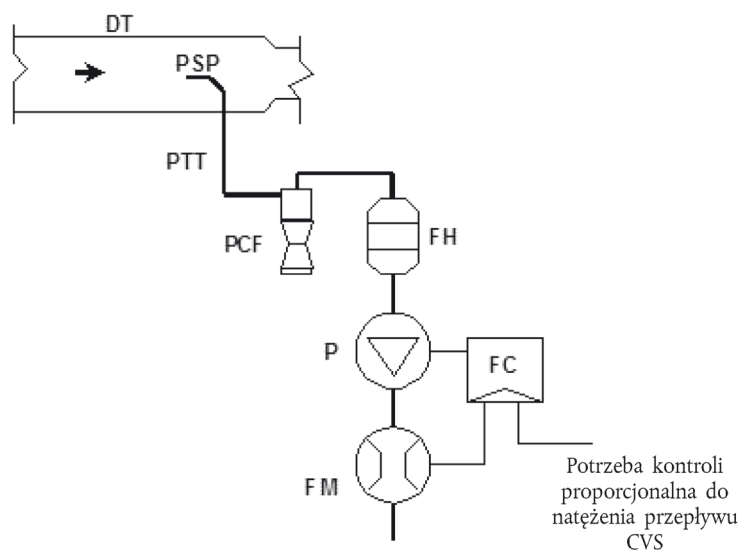 DT
PSP
PTT
PCF
FH
P
FC
FM
Potrzeba kontroli
proporcjonalna do
natężenia przepływu
CVS